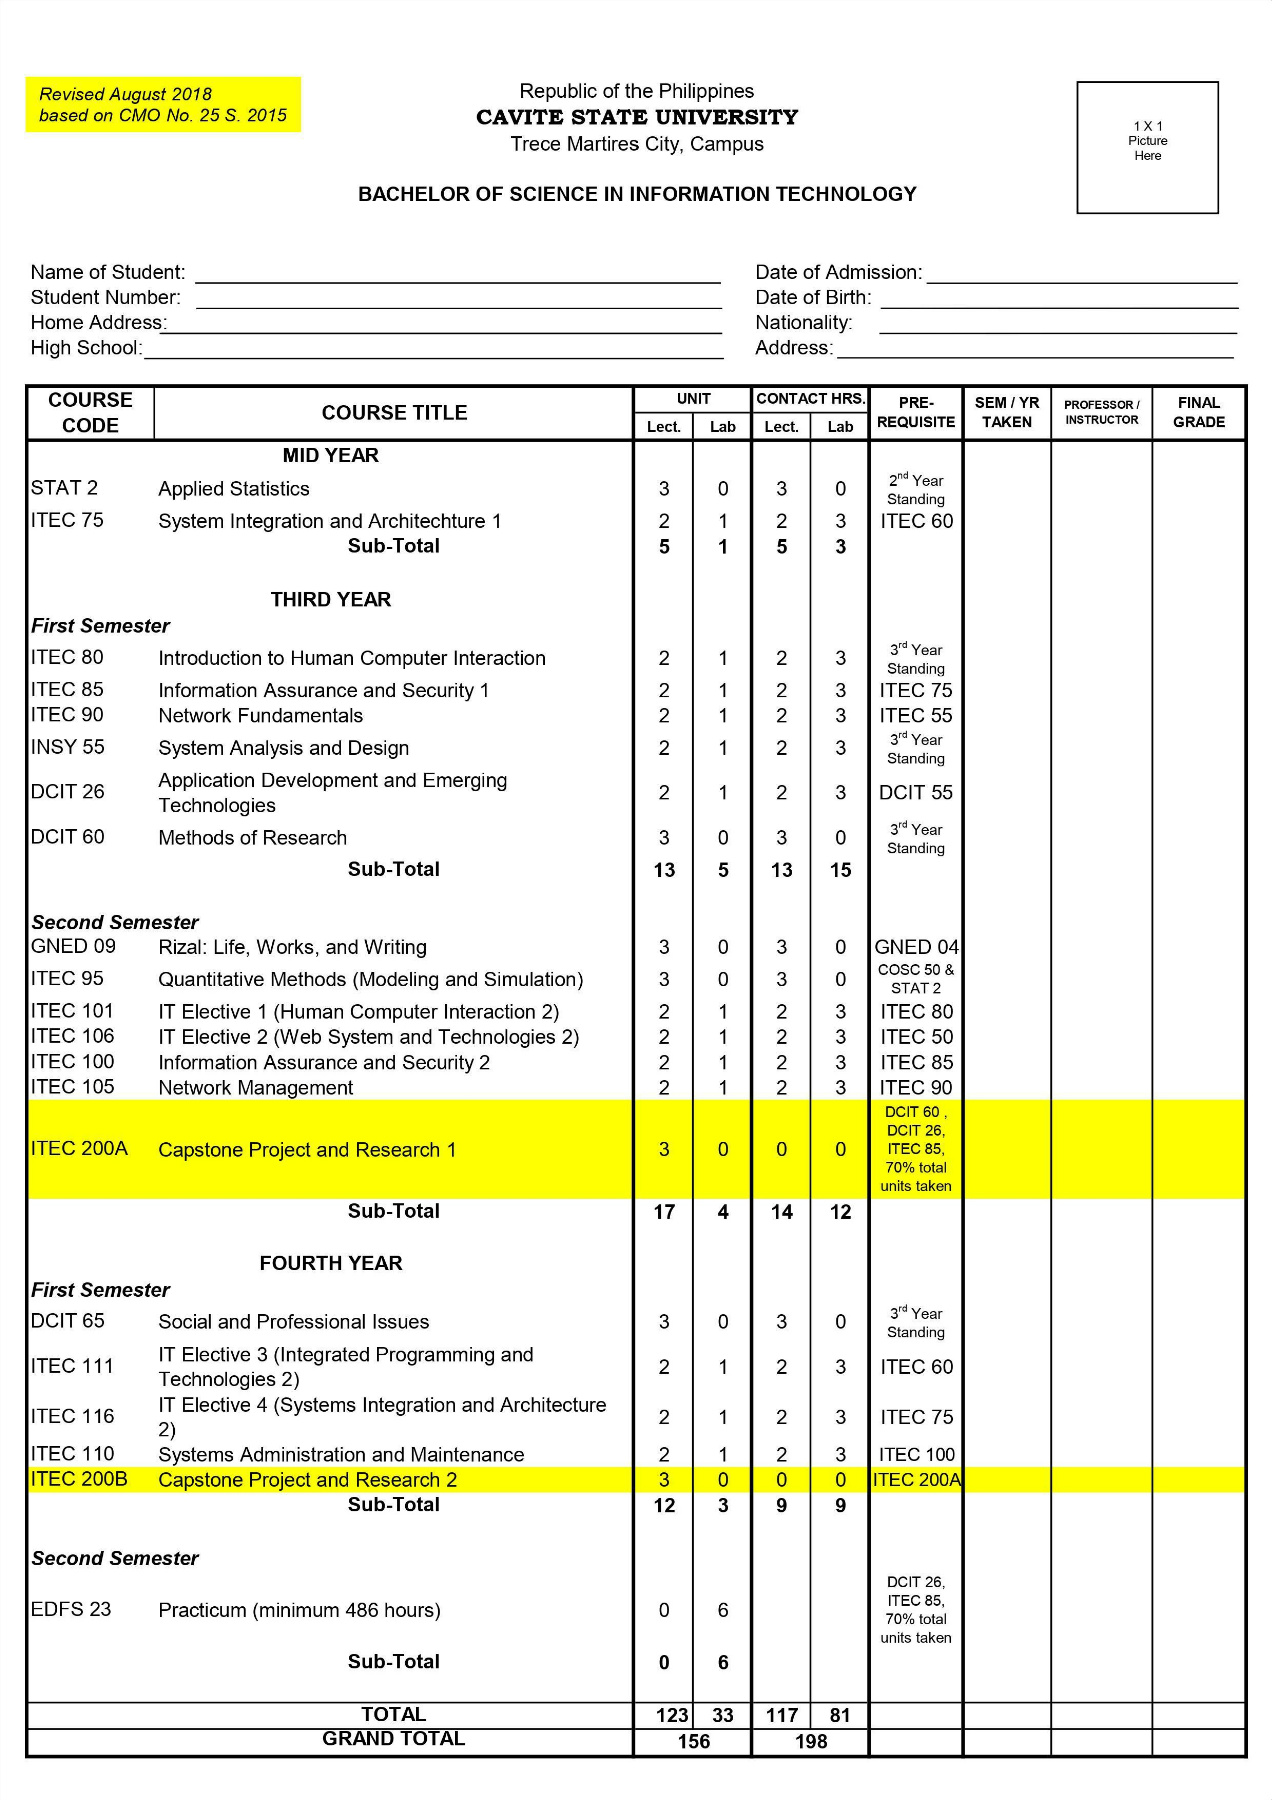 Revised August 2018
based on CMO No. 25 S. 2015
Republic of the Philippines
CAVITE STATE UNIVERSITY
Trece Martires City, Campus
1 X 1
Picture
Here
BACHELOR OF SCIENCE IN INFORMATION TECHNOLOGY
Name of Student: Date of Admission:
Student Number: Date of Birth:
Home Address: Nationality:
High School: Address:
COURSE CODE COURSE TITLE UNIT CONTACT HRS. PRE-REQUISITE SEM / YR TAKEN PROFESSOR / INSTRUCTOR FINAL GRADE
Lect. Lab Lect. Lab
MID YEAR
STAT 2 Applied Statistics 3 0 3 0 2nd Year Standing
ITEC 75 System Integration and Architechture 1 2 1 2 3 ITEC 60
Sub-Total 5 1 5 3
THIRD YEAR
First Semester
ITEC 80 Introduction to Human Computer Interaction 2 1 2 3 3rd Year Standing
ITEC 85 Information Assurance and Security 1 2 1 2 3 ITEC 75
ITEC 90 Network Fundamentals 2 1 2 3 ITEC 55
INSY 55 System Analysis and Design 2 1 2 3 3rd Year Standing
DCIT 26 Application Development and Emerging Technologies 2 1 2 3 DCIT 55
DCIT 60 Methods of Research 3 0 3 0 3rd Year Standing
Sub-Total 13 5 13 15
Second Semester
GNED 09 Rizal: Life, Works, and Writing 3 0 3 0 GNED 04
ITEC 95 Quantitative Methods (Modeling and Simulation) 3 0 3 0 COSC 50 & STAT 2
ITEC 101 IT Elective 1 (Human Computer Interaction 2) 2 1 2 3 ITEC 80
ITEC 106 IT Elective 2 (Web System and Technologies 2) 2 1 2 3 ITEC 50
ITEC 100 Information Assurance and Security 2 2 1 2 3 ITEC 85
ITEC 105 Network Management 2 1 2 3 ITEC 90
ITEC 200A Capstone Project and Research 1 3 0 0 0 DCIT 60 , DCIT 26, ITEC 85, 70% total units taken
Sub-Total 17 4 14 12
FOURTH YEAR
First Semester
DCIT 65 Social and Professional Issues 3 0 3 0 3rd Year Standing
ITEC 111 IT Elective 3 (Integrated Programming and Technologies 2) 2 1 2 3 ITEC 60
ITEC 116 IT Elective 4 (Systems Integration and Architecture 2) 2 1 2 3 ITEC 75
ITEC 110 Systems Administration and Maintenance 2 1 2 3 ITEC 100
ITEC 200B Capstone Project and Research 2 3 0 0 0 ITEC 200A
Sub-Total 12 3 9 9
Second Semester
EDFS 23 Practicum (minimum 486 hours) 0 6 DCIT 26, ITEC 85, 70% total units taken
Sub-Total 0 6
TOTAL 123 33 117 81
GRAND TOTAL 156 198